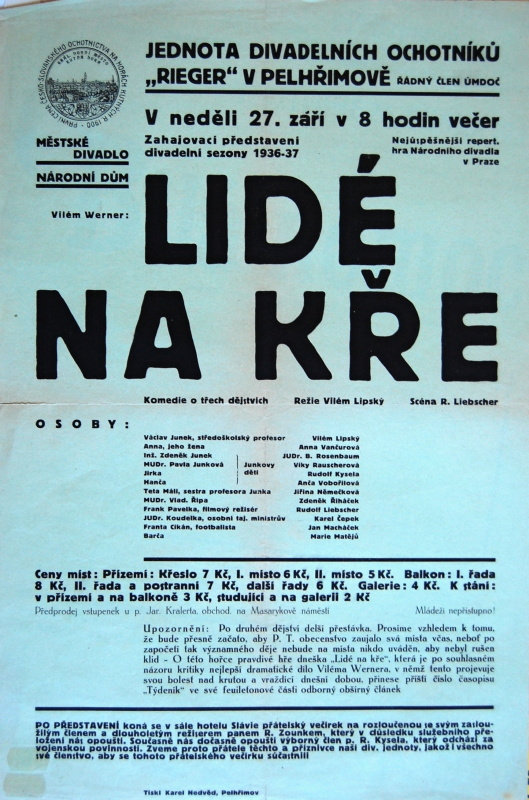 JEDNOTA DIVADELNÍCH OCHOTNÍKŮ
„RIEGER“ V PELHŘIMOVĚ ŘÁDNÝ ČLEN ÚMDOČ
V neděli 27. září v 8 hodin večer
MĚSTSKÉ DIVADLO
NÁRODNÍ DŮM
Zahajovací představení
divadelní sezony 1936-37
Nejúspěšnější repert.
hra Národního divadla
v Praze
Vilém Werner:
LIDÉ
NA KŘE
Komedie o třech dějstvích Režie Vilém Lipský Scéna R. Liebscher
OSOBY:
Václav Junek, středoškolský profesor Vilém Lipský
Anna, jeho žena Anna Vančurová
Inž. Zdeněk Junek JUDr. B. Rosenbaum
MUDr. Pavla Junková Viky Rauscherová
Jirka Rudolf Kysela
Hanča Anča Vobořilová
Junkovy
děti
Teta Máli, sestra profesora Junka Jiřina Němečková
MUDr. Vlad. Řípa Zdeněk Řiháček
Frank Pavelka, filmový režisér Rudolf Liebscher
JUDr. Koudelka, osobní taj. ministrův Karel Čepek
Franta Cikán, footbalista Jan Macháček
Barča Marie Matějů
Ceny míst: Přízemí: Křeslo 7 Kč, I. místo 6 Kč, II. místo 5 Kč. Balkon: I. řada
8 Kč, II. řada a postranní 7 Kč, další řady 6 Kč. Galerie: 4 Kč. K stání:
v přízemí a na balkoně 3 Kč, studující a na galerii 2 Kč
Předprodej vstupenek u p. Jar. Kralerta, obchod. na Masarykově náměstí Mládeži nepřístupno!
Upozornění: Po druhém dějství delší přestávka. Prosíme vzhledem k tomu,
že bude přesně začato, aby P. T. obecenstvo zaujalo svá místa včas, neboť po
započetí tak významného děje nebude na místa nikdo uváděn, aby nebyl rušen
klid - O této hořce pravdivé hře dneška „Lidé na kře“, která je po souhlasném
názoru kritiky nejlepší dramatické dílo Viléma Wernera, v němž tento projevuje
svou bolest nad krutou a vraždící dnešní dobou, přinese příští číslo časopisu
„Týdeník“ ve své feuiletonové části odborný obšírný článek
PO PŘEDSTAVENÍ koná se v sále hotelu Slávie přátelský večírek na rozloučenou se svým zaslou-
žilým členem a dlouholetým režiserem panem R. Zounkem, který v důsledku služebního pře-
ložení nás opouští. Současně nás dočasně opouští výborný člen p. R. Kysela, který odchází za
vojenskou povinností. Zveme proto přátele těchto a příznivce naší div. jednoty, jakož i všechno
své členstvo, aby se tohoto přátelského večírku súčastnili
Tiskl Karel Nedvěd, Pelhřimov